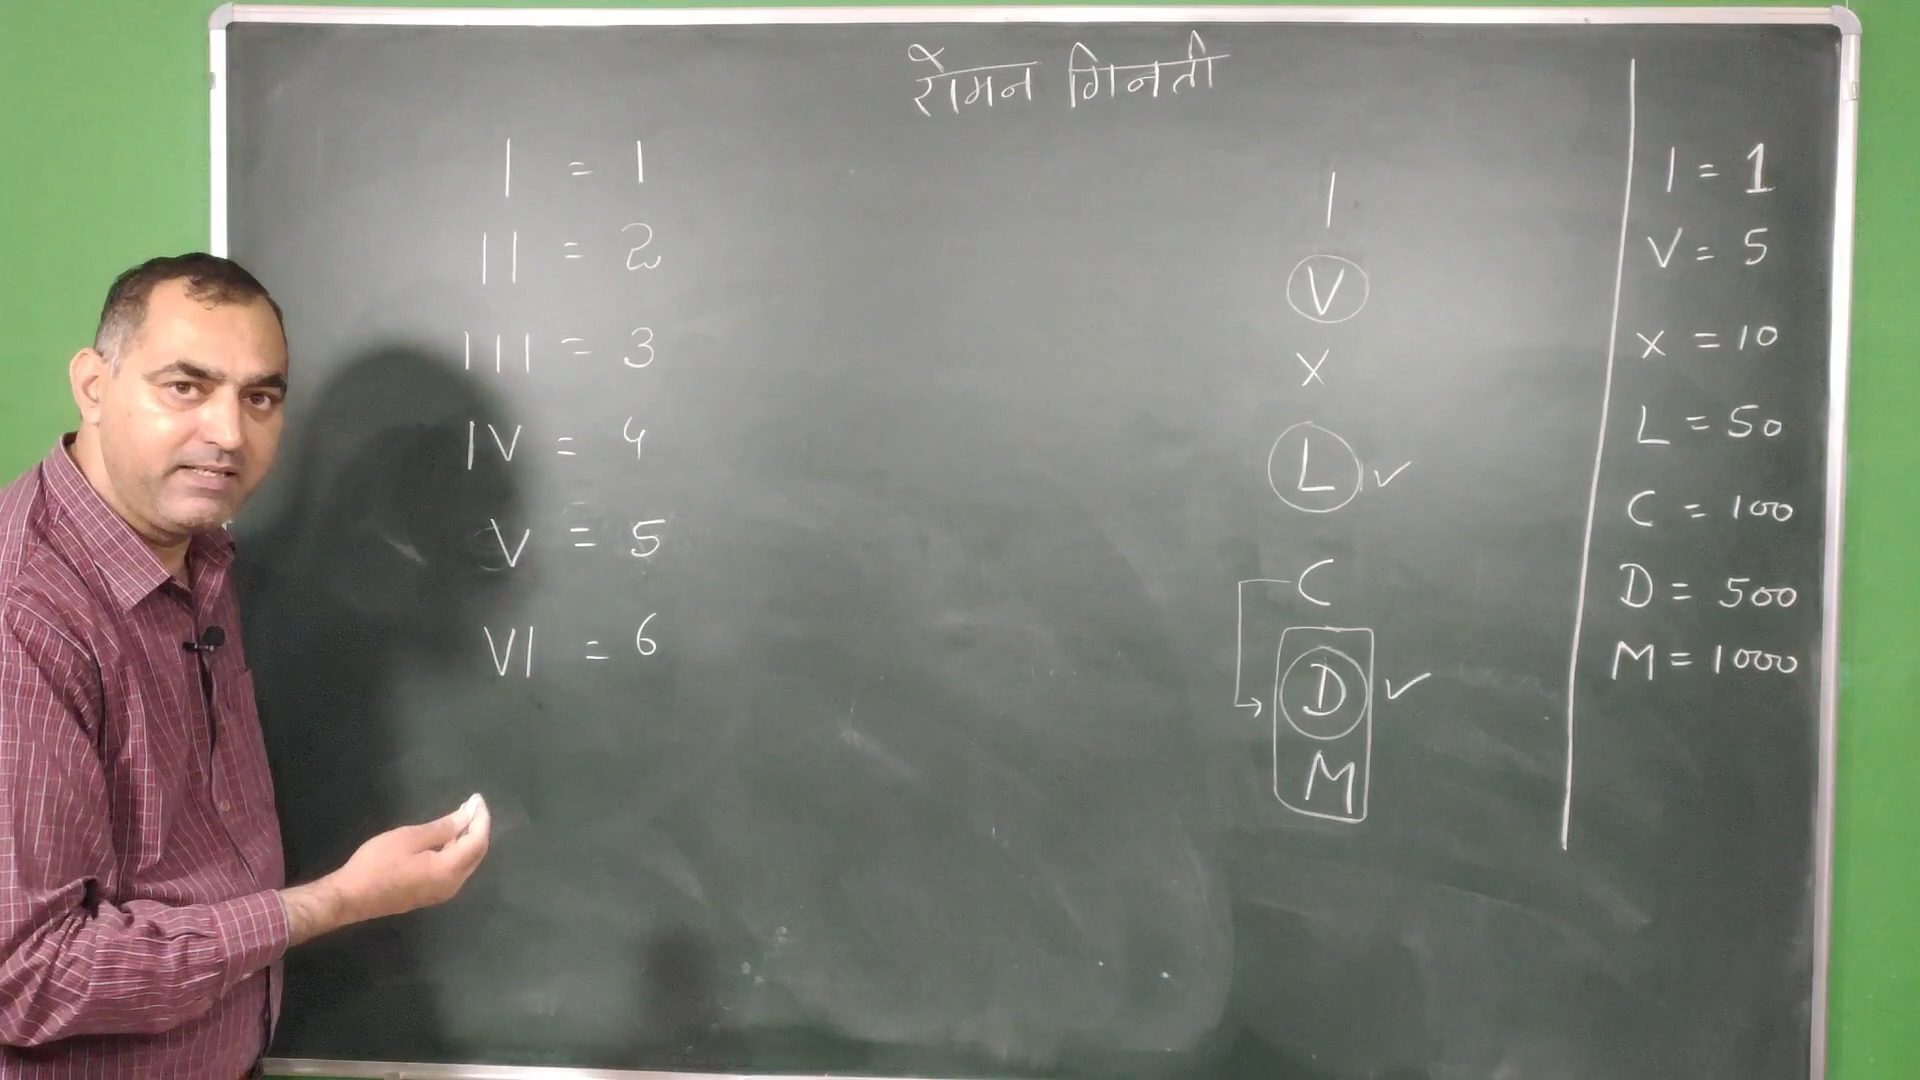 रोमन गिनती
I = 1
II = 2
III = 3
IV = 4
V = 5
VI = 6
I
V
X
L ✓
C
D ✓
M
I = 1
V = 5
X = 10
L = 50
C = 100
D = 500
M = 1000